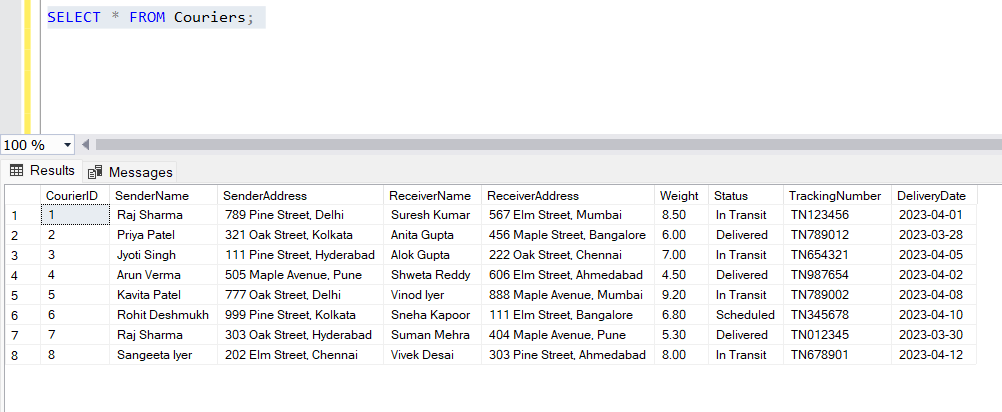 SELECT * FROM Couriers;
100 %
Results Messages
CourierID SenderName SenderAddress ReceiverName ReceiverAddress Weight Status TrackingNumber DeliveryDate
1 1 Raj Sharma 789 Pine Street, Delhi Suresh Kumar 567 Elm Street, Mumbai 8.50 In Transit TN123456 2023-04-01
2 2 Priya Patel 321 Oak Street, Kolkata Anita Gupta 456 Maple Street, Bangalore 6.00 Delivered TN789012 2023-03-28
3 3 Jyoti Singh 111 Pine Street, Hyderabad Alok Gupta 222 Oak Street, Chennai 7.00 In Transit TN654321 2023-04-05
4 4 Arun Verma 505 Maple Avenue, Pune Shweta Reddy 606 Elm Street, Ahmedabad 4.50 Delivered TN987654 2023-04-02
5 5 Kavita Patel 777 Oak Street, Delhi Vinod Iyer 888 Maple Avenue, Mumbai 9.20 In Transit TN789002 2023-04-08
6 6 Rohit Deshmukh 999 Pine Street, Kolkata Sneha Kapoor 111 Elm Street, Bangalore 6.80 Scheduled TN345678 2023-04-10
7 7 Raj Sharma 303 Oak Street, Hyderabad Suman Mehra 404 Maple Avenue, Pune 5.30 Delivered TN012345 2023-03-30
8 8 Sangeeta Iyer 202 Elm Street, Chennai Vivek Desai 303 Pine Street, Ahmedabad 8.00 In Transit TN678901 2023-04-12